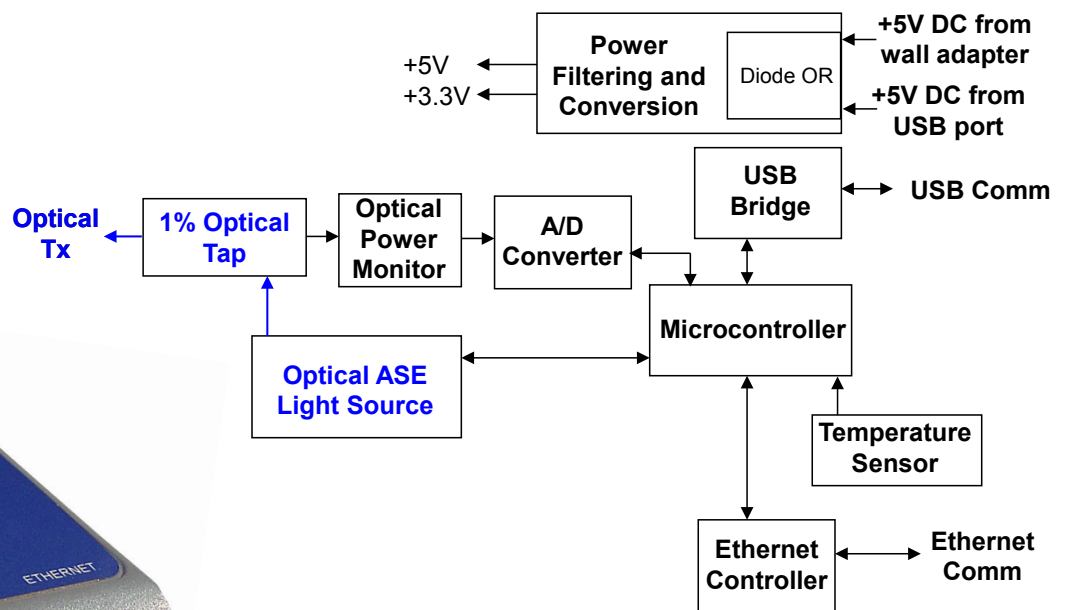 +5V DC from
wall adapter
Power
Filtering and
Conversion
Diode OR
+5V
+3.3V
+5V DC from
USB port
USB
Bridge
USB Comm
Optical
Tx
1% Optical
Tap
Optical
Power
Monitor
A/D
Converter
Microcontroller
Optical ASE
Light Source
Temperature
Sensor
Ethernet
Controller
Ethernet
Comm
ETHERNET